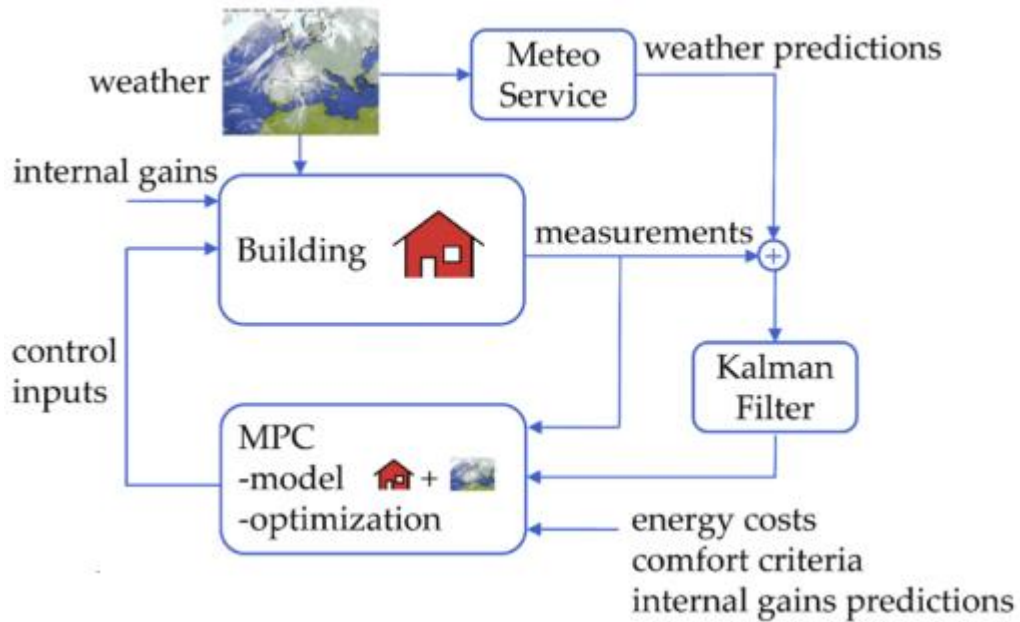 weather
Meteo
Service
weather predictions
internal gains
Building
measurements
+
control
inputs
Kalman
Filter
MPC
-model +
-optimization
energy costs
comfort criteria
internal gains predictions